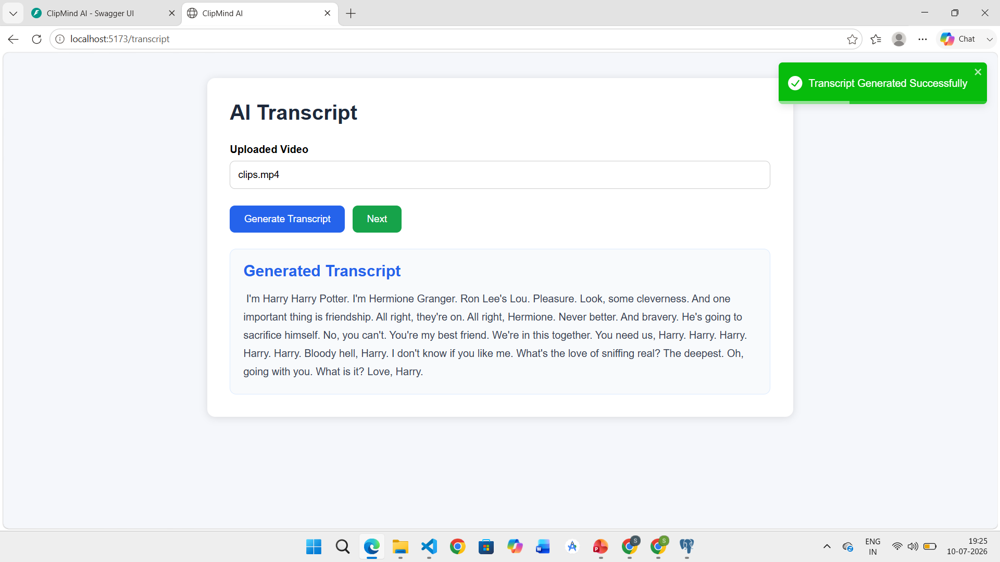 ClipMind AI - Swagger UI
ClipMind AI
localhost:5173/transcript
Chat
Transcript Generated Successfully
AI Transcript
Uploaded Video
clips.mp4
Generate Transcript
Next
Generated Transcript
I'm Harry Harry Potter. I'm Hermione Granger. Ron Lee's Lou. Pleasure. Look, some cleverness. And one
important thing is friendship. All right, they're on. All right, Hermione. Never better. And bravery. He's going to
sacrifice himself. No, you can't. You're my best friend. We're in this together. You need us, Harry. Harry. Harry.
Harry. Harry. Bloody hell, Harry. I don't know if you like me. What's the love of sniffing real? The deepest. Oh,
going with you. What is it? Love, Harry.
W
P
S
S
ENG
IN
19:25
10-07-2026